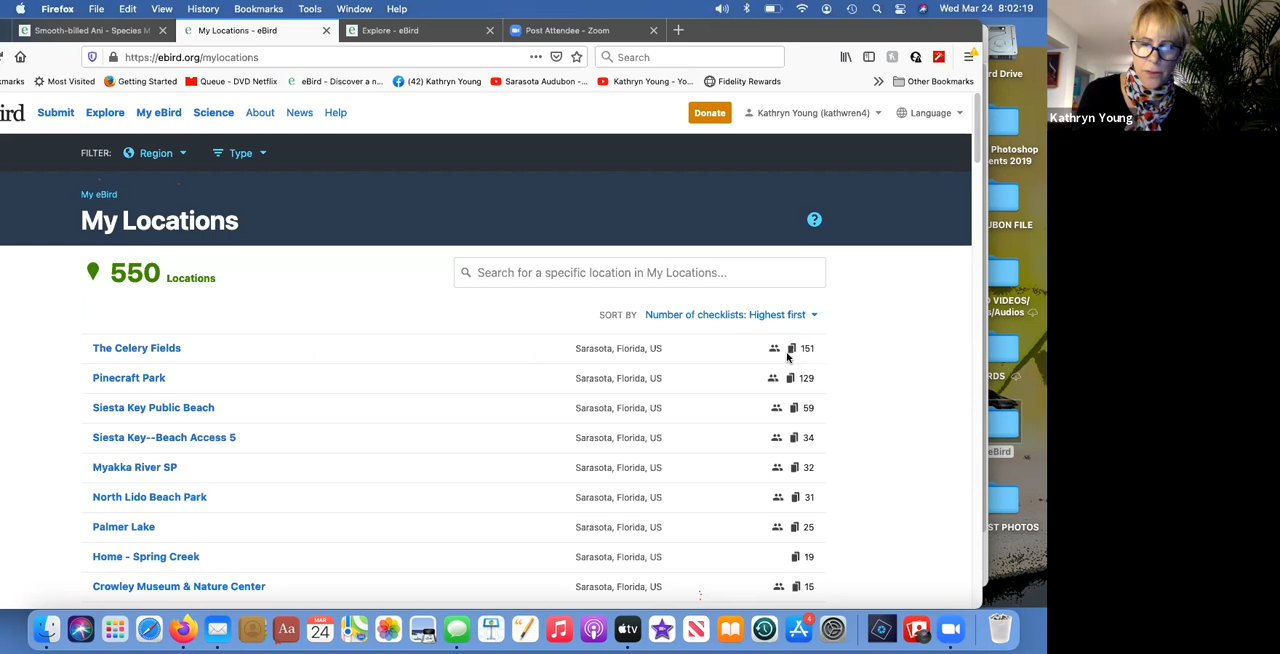 Firefox File Edit View History Bookmarks Tools Window Help Wed Mar 24 8:02:19
Smooth-billed Ani - Species M My Locations - eBird Explore - eBird Post Attendee - Zoom
https://ebird.org/mylocations Search
marks Most Visited Getting Started Queue - DVD Netflix eBird - Discover a n... (42) Kathryn Young Sarasota Audubon -... Kathryn Young - Yo... Fidelity Rewards Other Bookmarks
ird Submit Explore My eBird Science About News Help Donate Kathryn Young (kathwren4) Language
FILTER: Region Type
My eBird
My Locations ?
550 Locations Search for a specific location in My Locations...
SORT BY Number of checklists: Highest first
The Celery Fields Sarasota, Florida, US 151
Pinecraft Park Sarasota, Florida, US 129
Siesta Key Public Beach Sarasota, Florida, US 59
Siesta Key--Beach Access 5 Sarasota, Florida, US 34
Myakka River SP Sarasota, Florida, US 32
North Lido Beach Park Sarasota, Florida, US 31
Palmer Lake Sarasota, Florida, US 25
Home - Spring Creek Sarasota, Florida, US 19
Crowley Museum & Nature Center Sarasota, Florida, US 15
rd Drive
Photoshop
ents 2019
UBON FILE
O VIDEOS/
s/Audios
RDS
eBird
ST PHOTOS
Kathryn Young
Aa MAR 24 tv 4